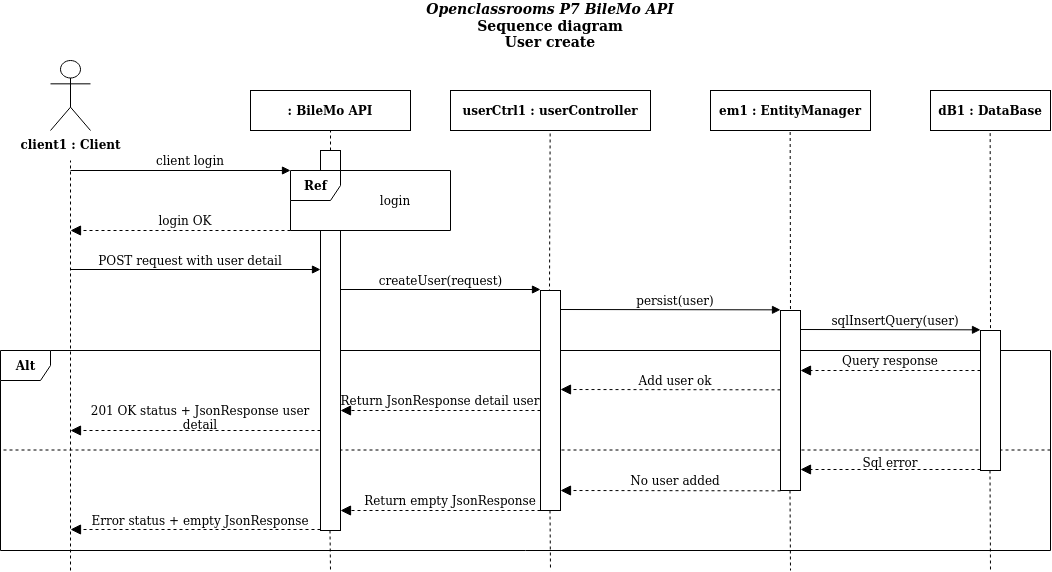 Openclassrooms P7 BileMo API
Sequence diagram
User create
client1 : Client
: BileMo API
userCtrl1 : userController
em1 : EntityManager
dB1 : DataBase
client login
Ref
login
login OK
POST request with user detail
createUser(request)
persist(user)
sqlInsertQuery(user)
Alt
Query response
Add user ok
Return JsonResponse detail user
201 OK status + JsonResponse user
detail
Sql error
No user added
Return empty JsonResponse
Error status + empty JsonResponse